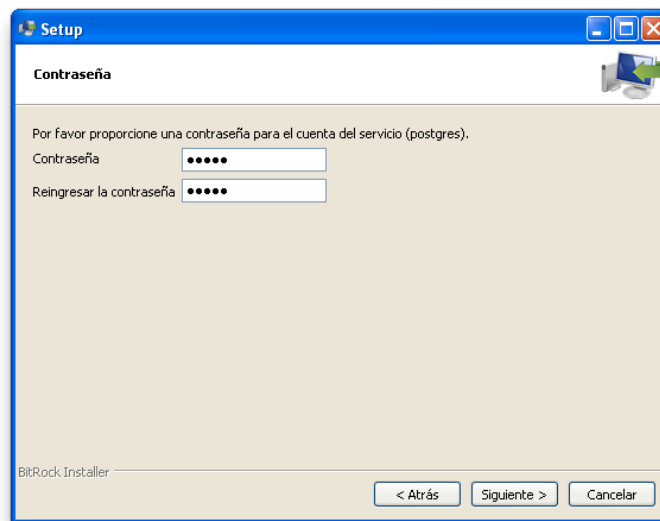 Setup
Contraseña
Por favor proporcione una contraseña para el cuenta del servicio (postgres).
Contraseña •••••
Reingresar la contraseña •••••
BitRock Installer
< Atrás Siguiente > Cancelar